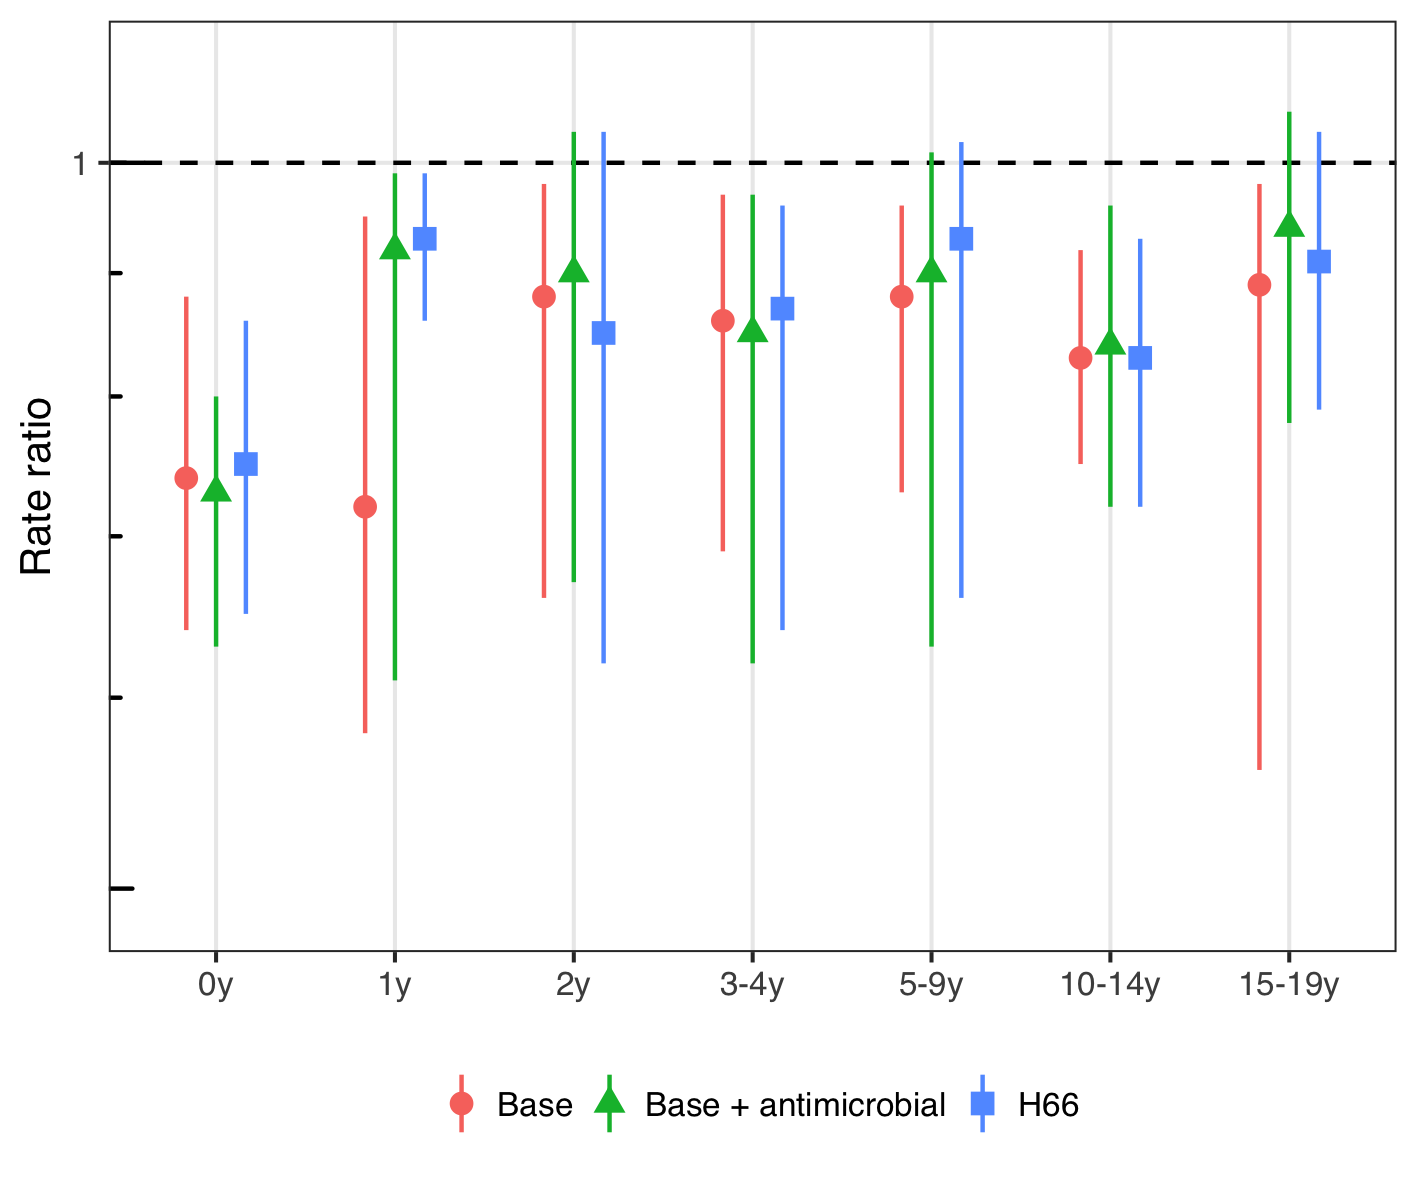 Rate ratio
1
0y 1y 2y 3-4y 5-9y 10-14y 15-19y
Base Base + antimicrobial H66